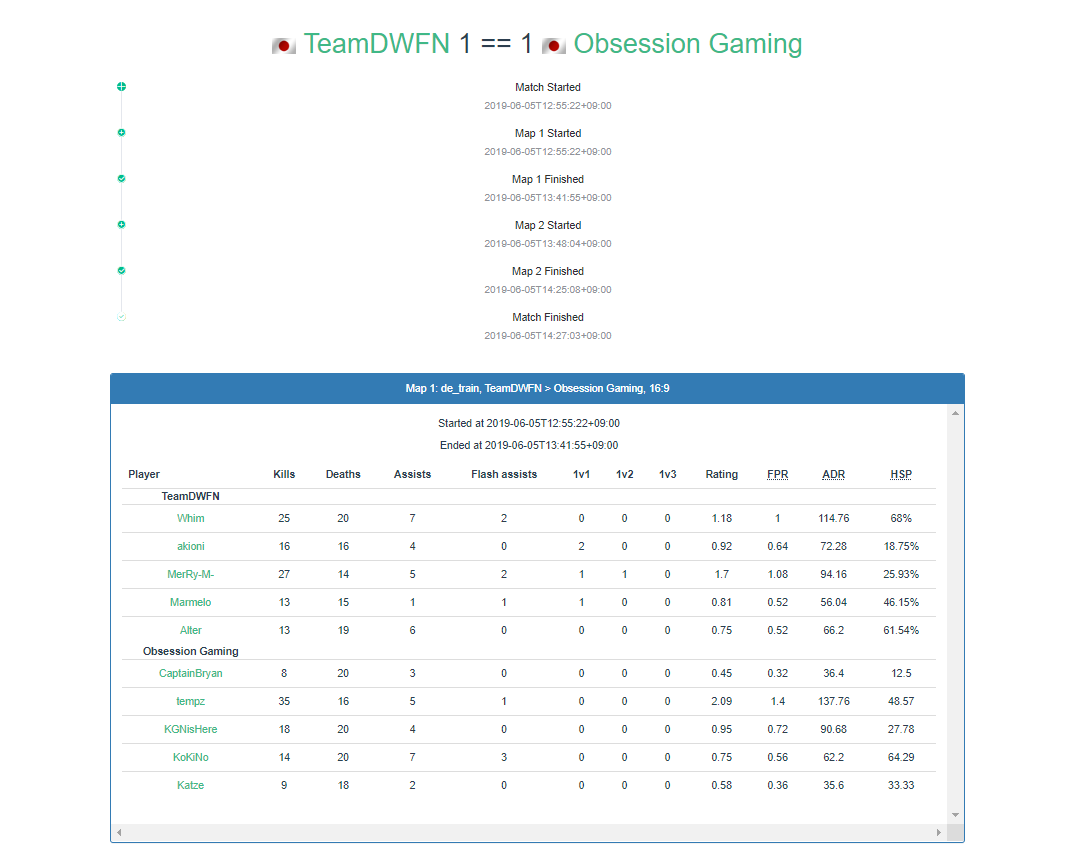 TeamDWFN 1 == 1 Obsession Gaming
Match Started
2019-06-05T12:55:22+09:00
Map 1 Started
2019-06-05T12:55:22+09:00
Map 1 Finished
2019-06-05T13:41:55+09:00
Map 2 Started
2019-06-05T13:48:04+09:00
Map 2 Finished
2019-06-05T14:25:08+09:00
Match Finished
2019-06-05T14:27:03+09:00
Map 1: de_train, TeamDWFN > Obsession Gaming, 16:9
Started at 2019-06-05T12:55:22+09:00
Ended at 2019-06-05T13:41:55+09:00
Player Kills Deaths Assists Flash assists 1v1 1v2 1v3 Rating FPR ADR HSP
TeamDWFN
Whim 25 20 7 2 0 0 0 1.18 1 114.76 68%
akioni 16 16 4 0 2 0 0 0.92 0.64 72.28 18.75%
MerRy-M- 27 14 5 2 1 1 0 1.7 1.08 94.16 25.93%
Marmelo 13 15 1 1 1 0 0 0.81 0.52 56.04 46.15%
Alter 13 19 6 0 0 0 0 0.75 0.52 66.2 61.54%
Obsession Gaming
CaptainBryan 8 20 3 0 0 0 0 0.45 0.32 36.4 12.5
tempz 35 16 5 1 0 0 0 2.09 1.4 137.76 48.57
KGNisHere 18 20 4 0 0 0 0 0.95 0.72 90.68 27.78
KoKiNo 14 20 7 3 0 0 0 0.75 0.56 62.2 64.29
Katze 9 18 2 0 0 0 0 0.58 0.36 35.6 33.33